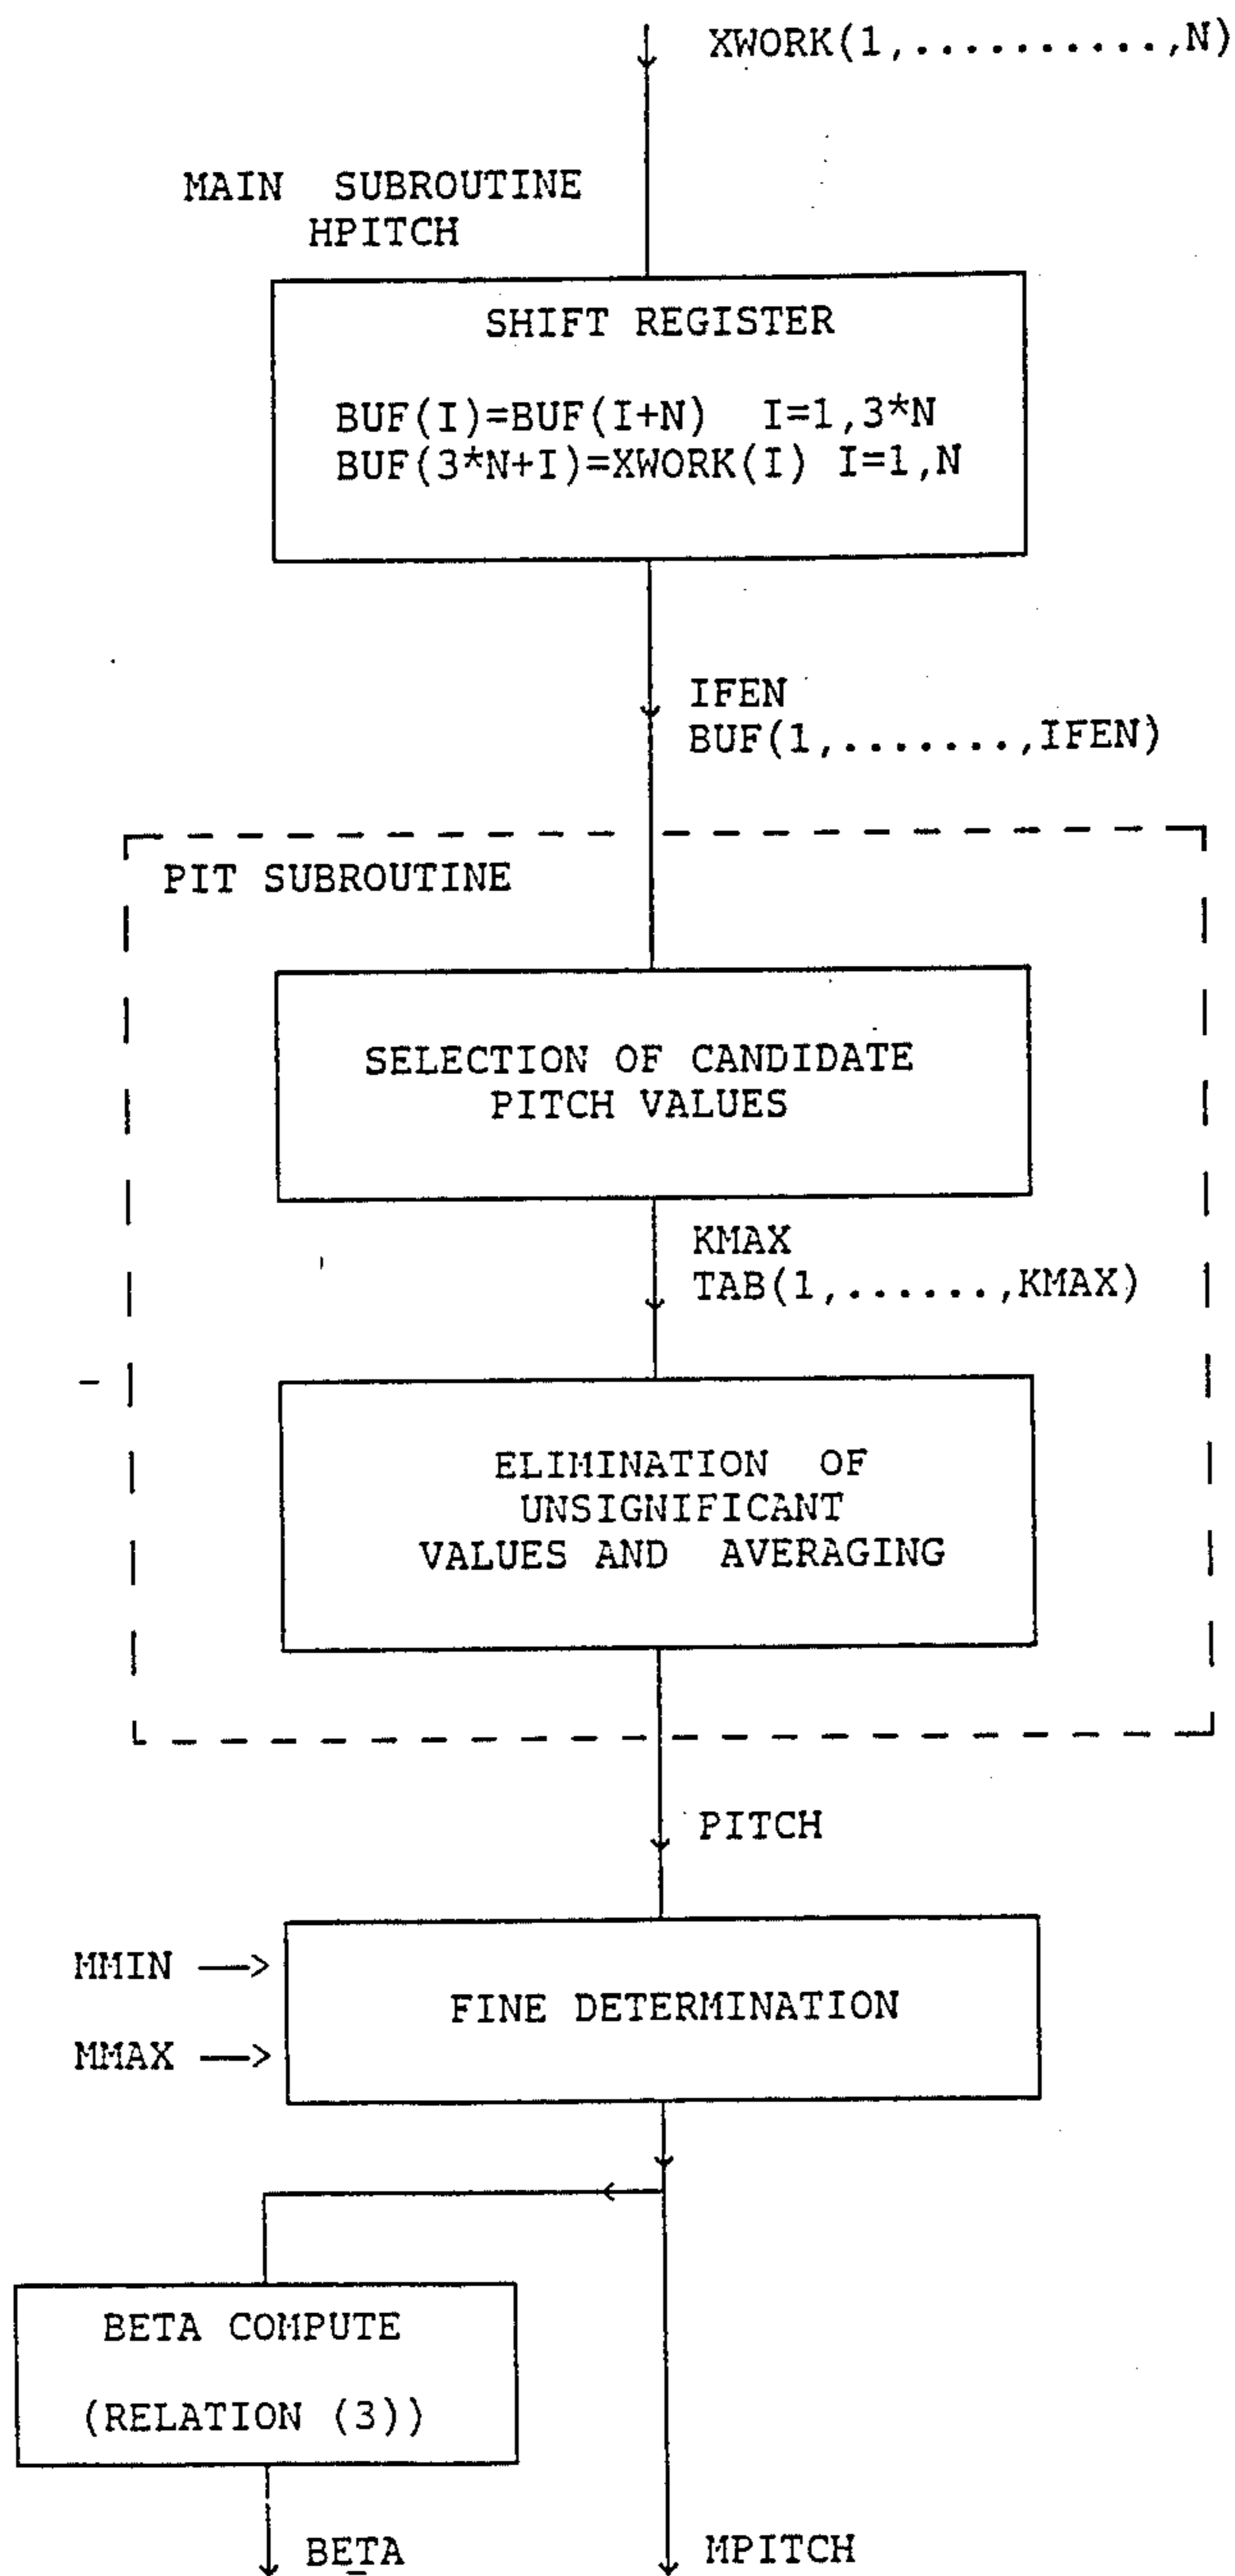 XWORK(1,..........,N)
MAIN SUBROUTINE
HPITCH
SHIFT REGISTER
BUF(I)=BUF(I+N) I=1,3*N
BUF(3*N+I)=XWORK(I) I=1,N
IFEN
BUF(1,.......,IFEN)
PIT SUBROUTINE
SELECTION OF CANDIDATE
PITCH VALUES
KMAX
TAB(1,......,KMAX)
ELIMINATION OF
UNSIGNIFICANT
VALUES AND AVERAGING
PITCH
MMIN -->
FINE DETERMINATION
MMAX -->
BETA COMPUTE
(RELATION (3))
BETA
MPITCH